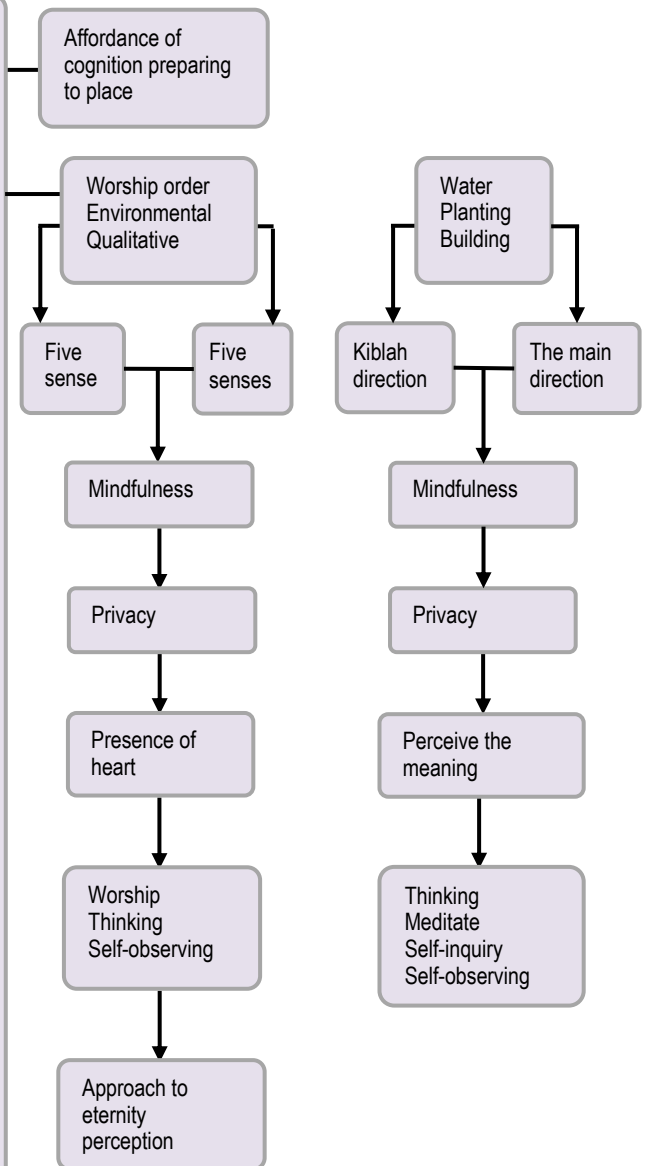 Affordance of
cognition preparing
to place
Worship order
Environmental
Qualitative
Five
sense
Five
senses
Mindfulness
Privacy
Presence of
heart
Worship
Thinking
Self-observing
Approach to
eternity
perception
Water
Planting
Building
Kiblah
direction
The main
direction
Mindfulness
Privacy
Perceive the
meaning
Thinking
Meditate
Self-inquiry
Self-observing